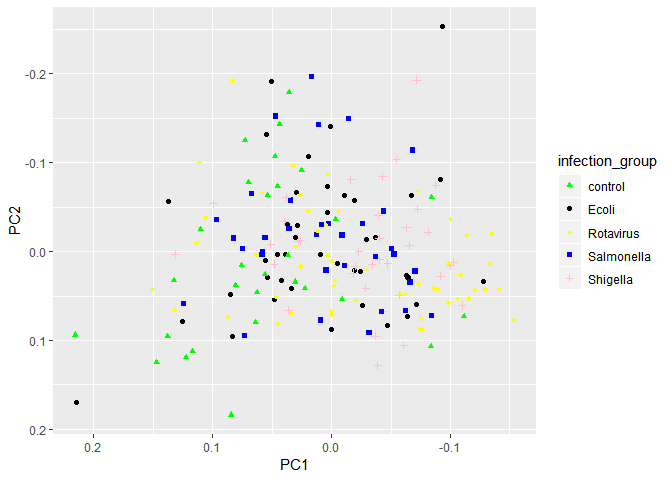 -0.2
-0.1
0.0
0.1
0.2
PC2
0.2
0.1
0.0
-0.1
PC1
infection_group
control
Ecoli
Rotavirus
Salmonella
Shigella